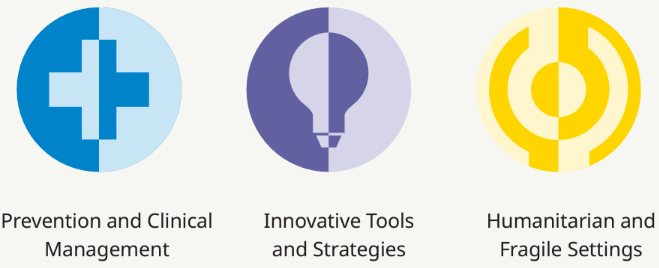 Prevention and Clinical
Management
Innovative Tools
and Strategies
Humanitarian and
Fragile Settings